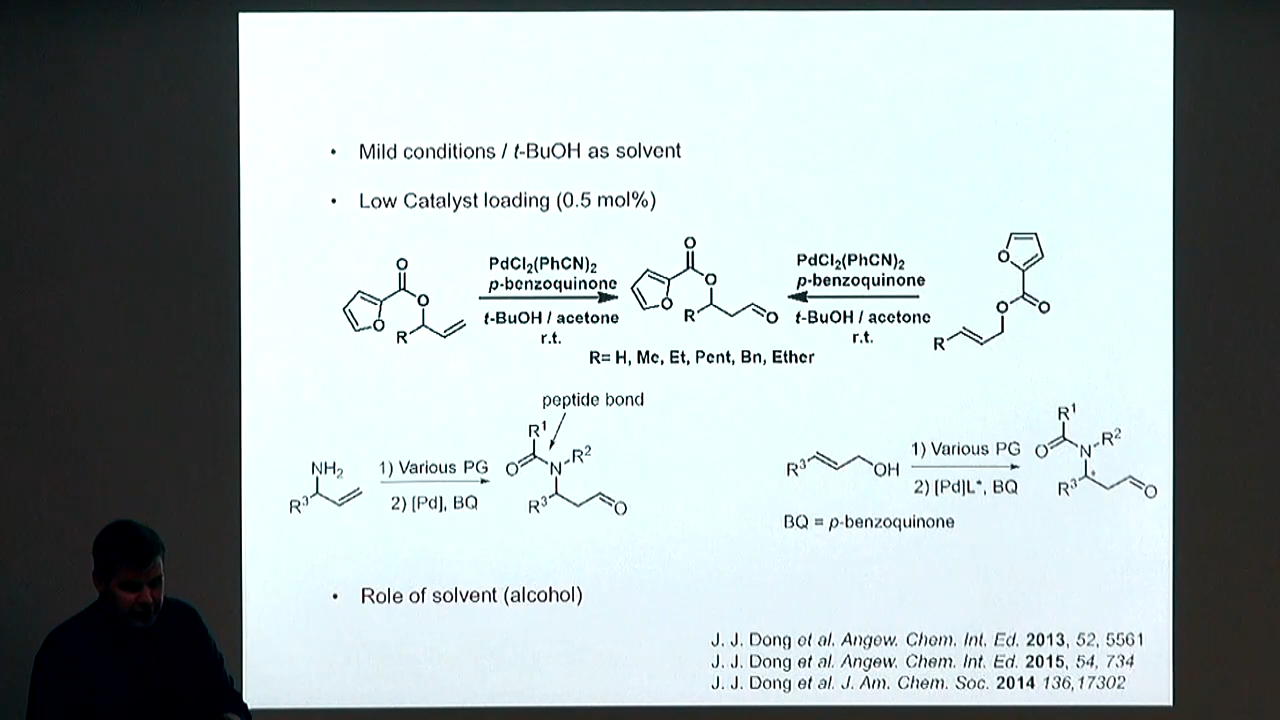 • Mild conditions / t-BuOH as solvent
• Low Catalyst loading (0.5 mol%)
PdCl₂(PhCN)₂
p-benzoquinone
t-BuOH / acetone
r.t.
O
O
O
R
O
O
O
R
O
PdCl₂(PhCN)₂
p-benzoquinone
t-BuOH / acetone
r.t.
O
O
O
R
R= H, Me, Et, Pent, Bn, Ether
peptide bond
NH₂
R³
1) Various PG
2) [Pd], BQ
R¹
O
N
R²
R³
O
R³
OH
1) Various PG
2) [Pd]L*, BQ
R¹
O
N
R²
R³
*
O
BQ = p-benzoquinone
• Role of solvent (alcohol)
J. J. Dong et al. Angew. Chem. Int. Ed. 2013, 52, 5561
J. J. Dong et al. Angew. Chem. Int. Ed. 2015, 54, 734
J. J. Dong et al. J. Am. Chem. Soc. 2014 136,17302